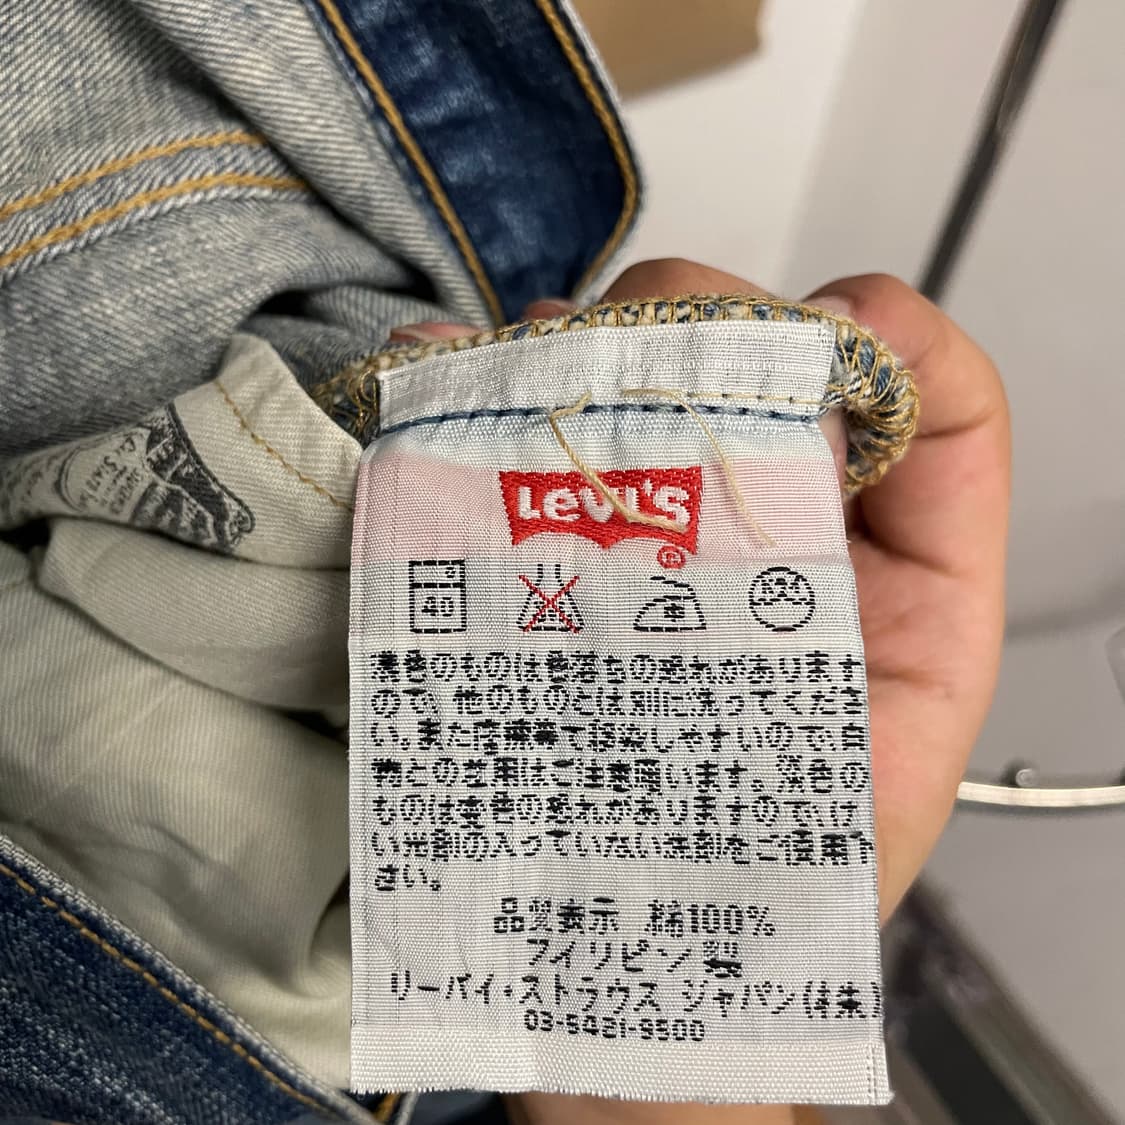 LEVI'S
®
40
濃色のものは色落ちの恐れがあります
ので、他のものとは別に洗ってくださ
い。また摩擦等で移染しやすいので、白
物との並用はご注意願います。淡色の
ものは変色の恐れがありますのでけ
い光剤の入っていない洗剤をご使用下
さい。
品質表示 綿100%
フィリピン製
リーバイ・ストラウス ジャパン(株)